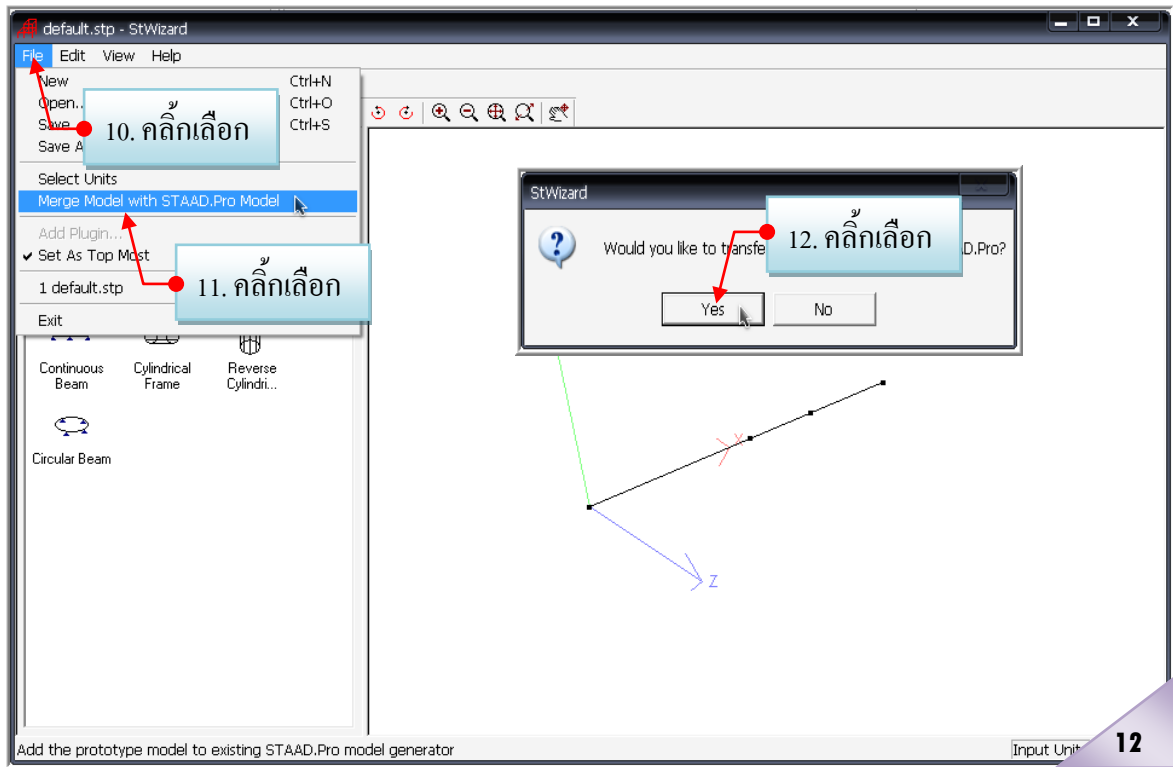 default.stp - StWizard
File Edit View Help
New Ctrl+N
Open... Ctrl+O
Save Ctrl+S
Save A
10. คลิ๊กเลือก
Select Units
Merge Model with STAAD.Pro Model
Add Plugin...
Set As Top Most
1 default.stp
Exit
11. คลิ๊กเลือก
StWizard
Would you like to transfe D.Pro?
12. คลิ๊กเลือก
Yes No
Continuous Beam
Cylindrical Frame
Reverse Cylindri...
Circular Beam
X
Z
Add the prototype model to existing STAAD.Pro model generator
Input Unit
12